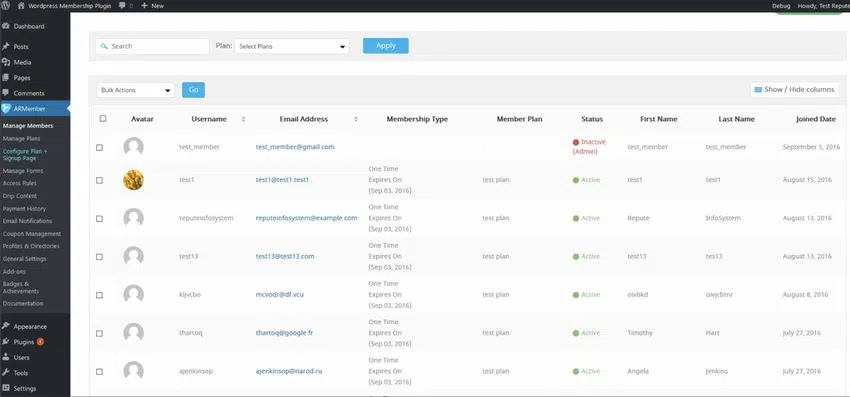 Wordpress Membership Plugin 0 + New Debug Howdy, Test Repute
Dashboard
Posts
Media
Pages
Comments
ARMember
Manage Members
Manage Plans
Configure Plan +
Signup Page
Manage Forms
Access Rules
Drip Content
Payment History
Email Notifications
Coupon Management
Profiles & Directories
General Settings
Add-ons
Badges &
Achievements
Documentation
Appearance
Plugins 1
Users
Tools
Settings
Search Plan: Select Plans Apply
Bulk Actions Go Show / Hide columns
Avatar Username Email Address Membership Type Member Plan Status First Name Last Name Joined Date
test_member test_member@gmail.com - Inactive (Admin) test_member test_member September 5, 2016
test1 test1@test1.test1 One Time Expires On (Sep 03, 2016) test plan Active test1 test1 August 15, 2016
reputeinfosystem reputeinfosystem@example.com One Time Expires On (Sep 03, 2016) test plan Active Repute InfoSystem August 13, 2016
test13 test13@test13.com One Time Expires On (Sep 03, 2016) test plan Active test13 test13 August 13, 2016
kljvcbo mcvodr@df.vcu One Time Expires On (Sep 03, 2016) test plan Active oivbkd oivjcbtnr August 8, 2016
thartoq thartoq@google.fr One Time Expires On (Sep 03, 2016) test plan Active Timothy Hart July 27, 2016
ajenkinsop ajenkinsop@narod.ru One Time Expires On (Sep 03, 2016) test plan Active Angela Jenkins July 27, 2016
One Time